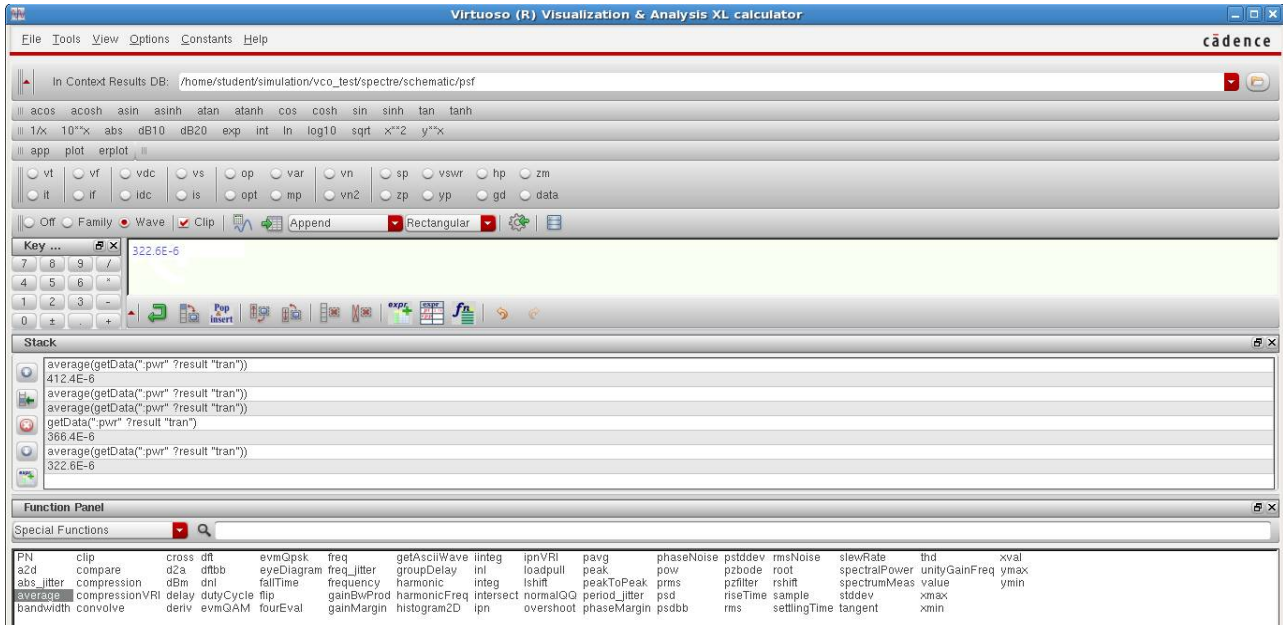 Virtuoso (R) Visualization & Analysis XL calculator
File Tools View Options Constants Help
cādence
In Context Results DB: /home/student/simulation/vco_test/spectre/schematic/psf
acos acosh asin asinh atan atanh cos cosh sin sinh tan tanh
1/x 10**x abs dB10 dB20 exp int ln log10 sqrt x**2 y**x
app plot erplot
vt vf vdc vs op var vn sp vswr hp zm
it if idc is opt mp vn2 zp yp gd data
Off Family Wave Clip Append Rectangular
Key ...
322.6E-6
7 8 9 /
4 5 6 *
1 2 3 -
0 ± . +
Pop insert expr expr fn
Stack
average(getData(":pwr" ?result "tran"))
412.4E-6
average(getData(":pwr" ?result "tran"))
average(getData(":pwr" ?result "tran"))
getData(":pwr" ?result "tran")
366.4E-6
average(getData(":pwr" ?result "tran"))
322.6E-6
expr
Function Panel
Special Functions
PN clip cross dft evmQpsk freq getAsciiWave iinteg ipnVRI pavg phaseNoise pstddev rmsNoise slewRate thd xval
a2d compare d2a dftbb eyeDiagram freq_jitter groupDelay inl loadpull peak pow pzbode root spectralPower unityGainFreq ymax
abs_jitter compression dBm dnl fallTime frequency harmonic integ lshift peakToPeak prms pzfilter rshift spectrumMeas value ymin
average compressionVRI delay dutyCycle flip gainBwProd harmonicFreq intersect normalQQ period_jitter psd riseTime sample stddev xmax
bandwidth convolve deriv evmQAM fourEval gainMargin histogram2D ipn overshoot phaseMargin psdbb rms settlingTime tangent xmin